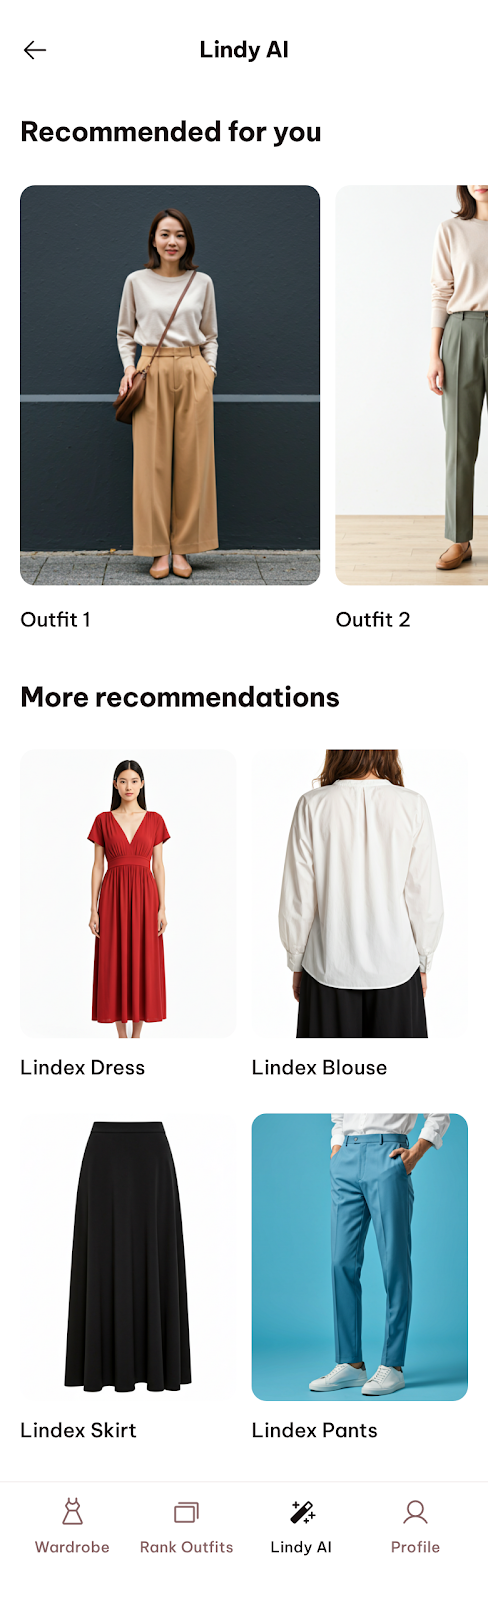 Lindy AI
Recommended for you
Outfit 1
Outfit 2
More recommendations
Lindex Dress
Lindex Blouse
Lindex Skirt
Lindex Pants
Wardrobe
Rank Outfits
Lindy AI
Profile